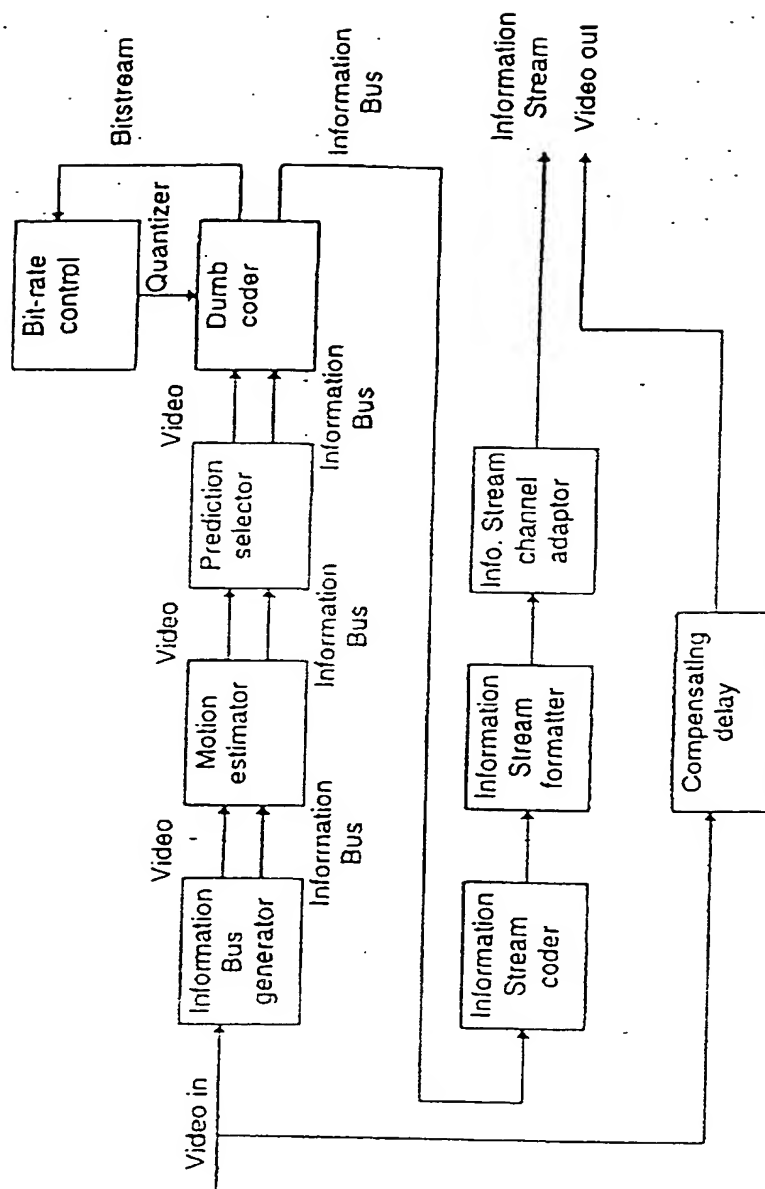 Video in
Information
Bus
generator
Video
Information
Bus
Motion
estimator
Video
Information
Bus
Prediction
selector
Video
Information
Bus
Bit-rate
control
Quantizer
Dumb
coder
Bitstream
Information
Bus
Information
Stream
coder
Information
Stream
formatter
Info. Stream
channel
adaptor
Information
Stream
Video out
Compensating
delay